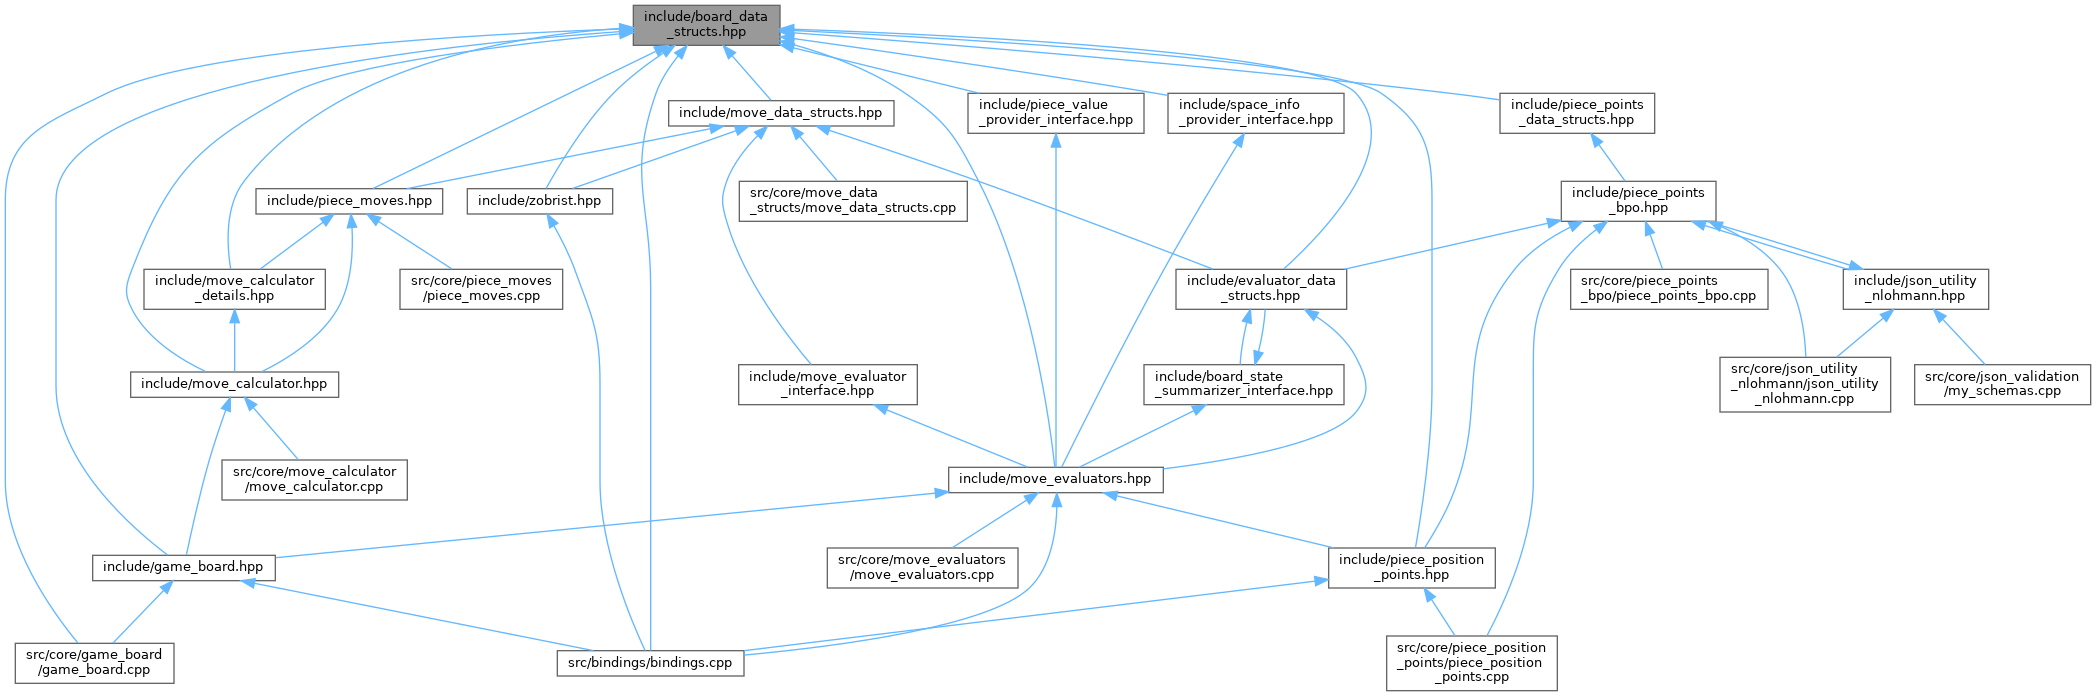 include/board_data
_structs.hpp
include/move_data_structs.hpp
include/piece_value
_provider_interface.hpp
include/space_info
_provider_interface.hpp
include/piece_points
_data_structs.hpp
include/piece_moves.hpp
include/zobrist.hpp
src/core/move_data
_structs/move_data_structs.cpp
include/piece_points
_bpo.hpp
include/move_calculator
_details.hpp
src/core/piece_moves
/piece_moves.cpp
include/evaluator_data
_structs.hpp
src/core/piece_points
_bpo/piece_points_bpo.cpp
include/json_utility
_nlohmann.hpp
include/move_calculator.hpp
include/move_evaluator
_interface.hpp
include/board_state
_summarizer_interface.hpp
src/core/json_utility
_nlohmann/json_utility
_nlohmann.cpp
src/core/json_validation
/my_schemas.cpp
src/core/move_calculator
/move_calculator.cpp
include/move_evaluators.hpp
include/game_board.hpp
src/core/move_evaluators
/move_evaluators.cpp
include/piece_position
_points.hpp
src/core/game_board
/game_board.cpp
src/bindings/bindings.cpp
src/core/piece_position
_points/piece_position
_points.cpp